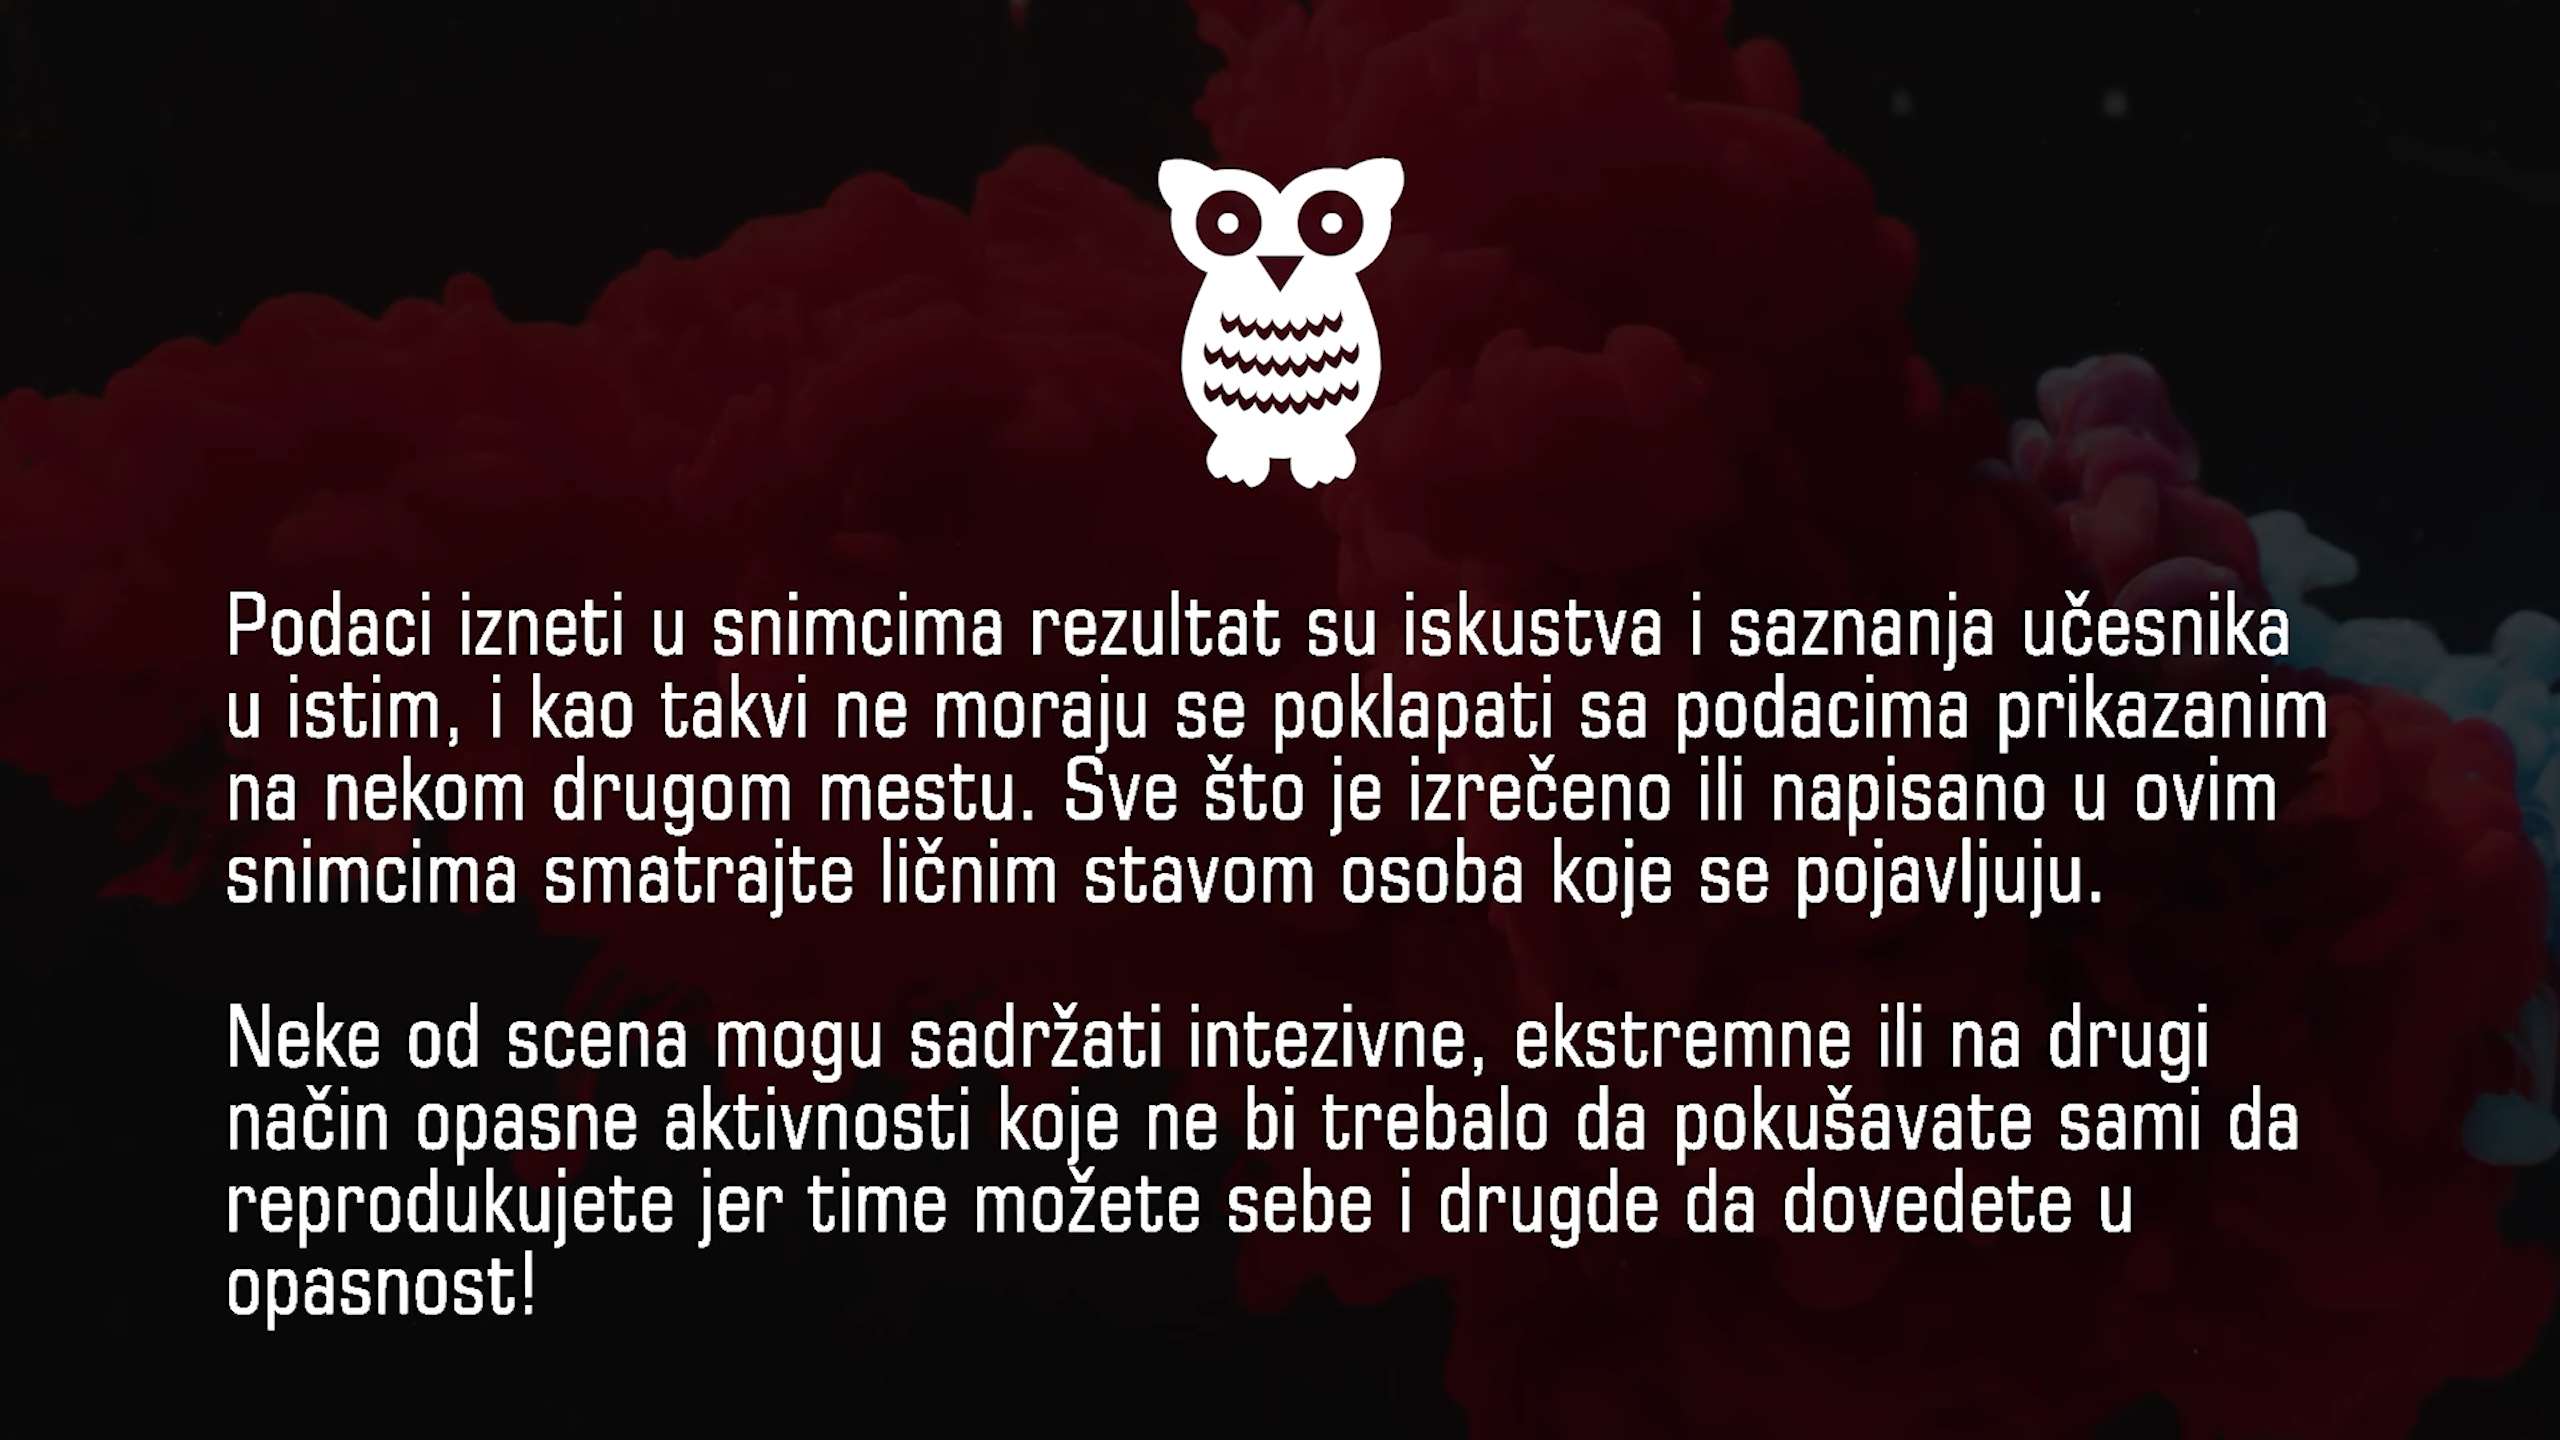 Podaci izneti u snimcima rezultat su iskustva i saznanja učesnika
u istim, i kao takvi ne moraju se poklapati sa podacima prikazanim
na nekom drugom mestu. Sve što je izrečeno ili napisano u ovim
snimcima smatrajte ličnim stavom osoba koje se pojavljuju.
Neke od scena mogu sadržati intezivne, ekstremne ili na drugi
način opasne aktivnosti koje ne bi trebalo da pokušavate sami da
reprodukujete jer time možete sebe i drugde da dovedete u
opasnost!